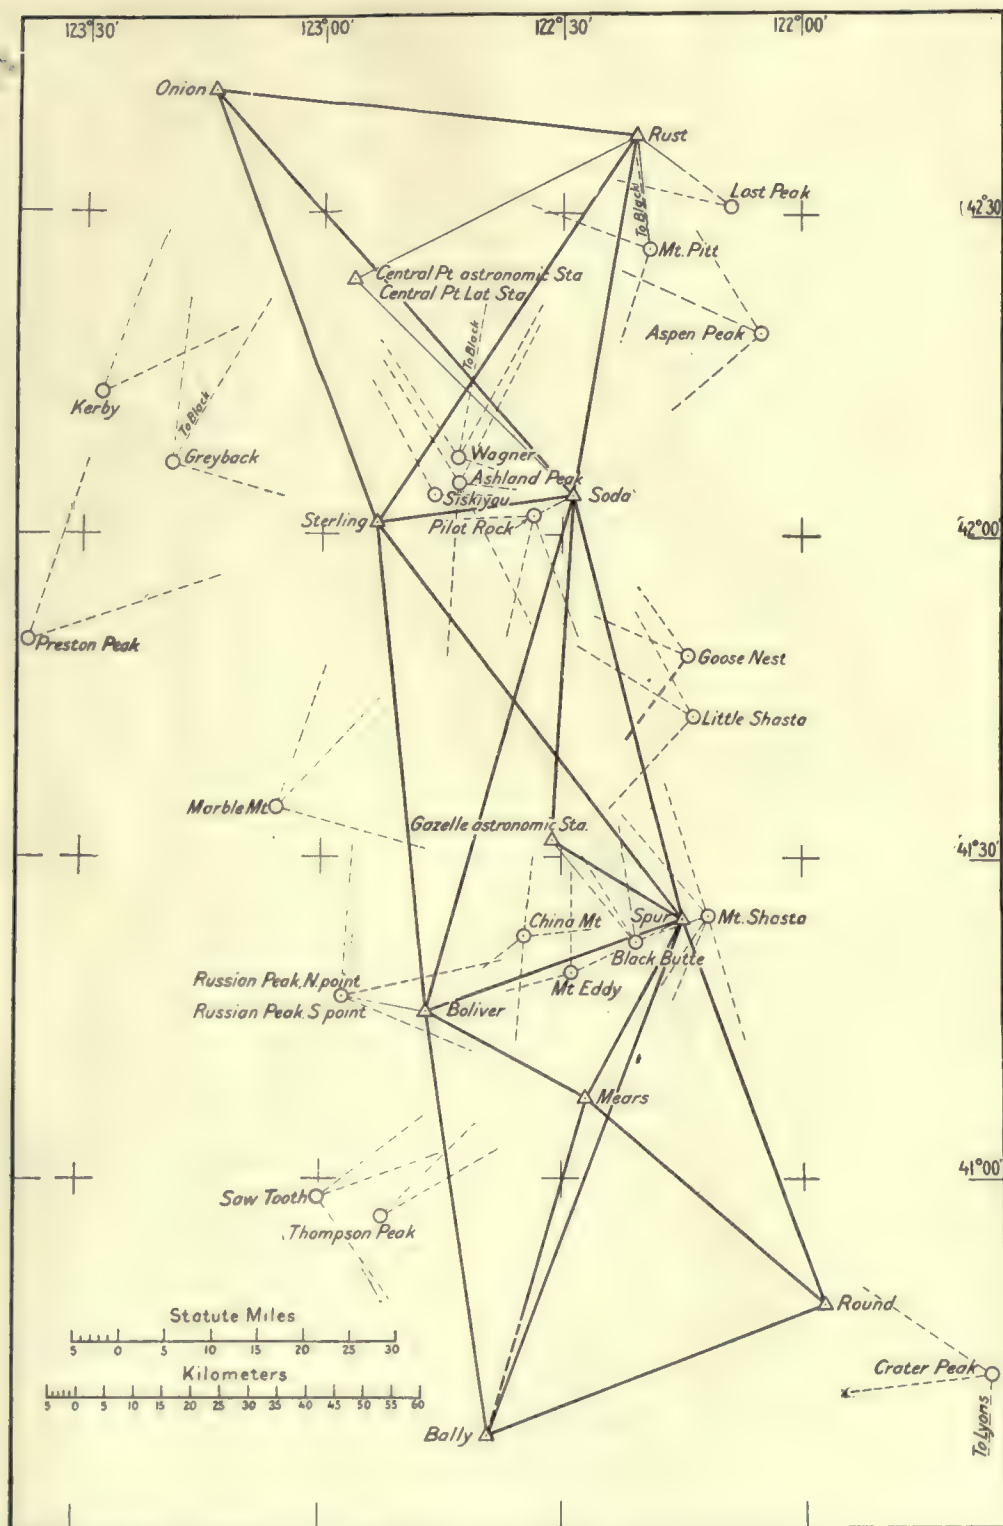 123°30'
123°00'
122°30'
122°00'
Onion
Rust
Lost Peak
42°30'
To Black
Mt. Pitt
Central Pt astronomic Sta
Central Pt Lat Sta
Aspen Peak
To Black
Kerby
To Black
Greyback
Wagner
Ashland Peak
Siskiyou
Soda
Sterling
Pilot Rock
42°00'
Preston Peak
Goose Nest
Little Shasta
Marble Mt
Gazelle astronomic Sta.
41°30'
China Mt
Spur
Mt. Shasta
Black Butte
Mt Eddy
Russian Peak, N. point
Russian Peak. S point
Boliver
Mears
41°00'
Saw Tooth
Thompson Peak
Round
Statute Miles
5 0 5 10 15 20 25 30
Kilometers
5 0 5 10 15 20 25 30 35 40 45 50 55 60
Crater Peak
To Lyons
Bally